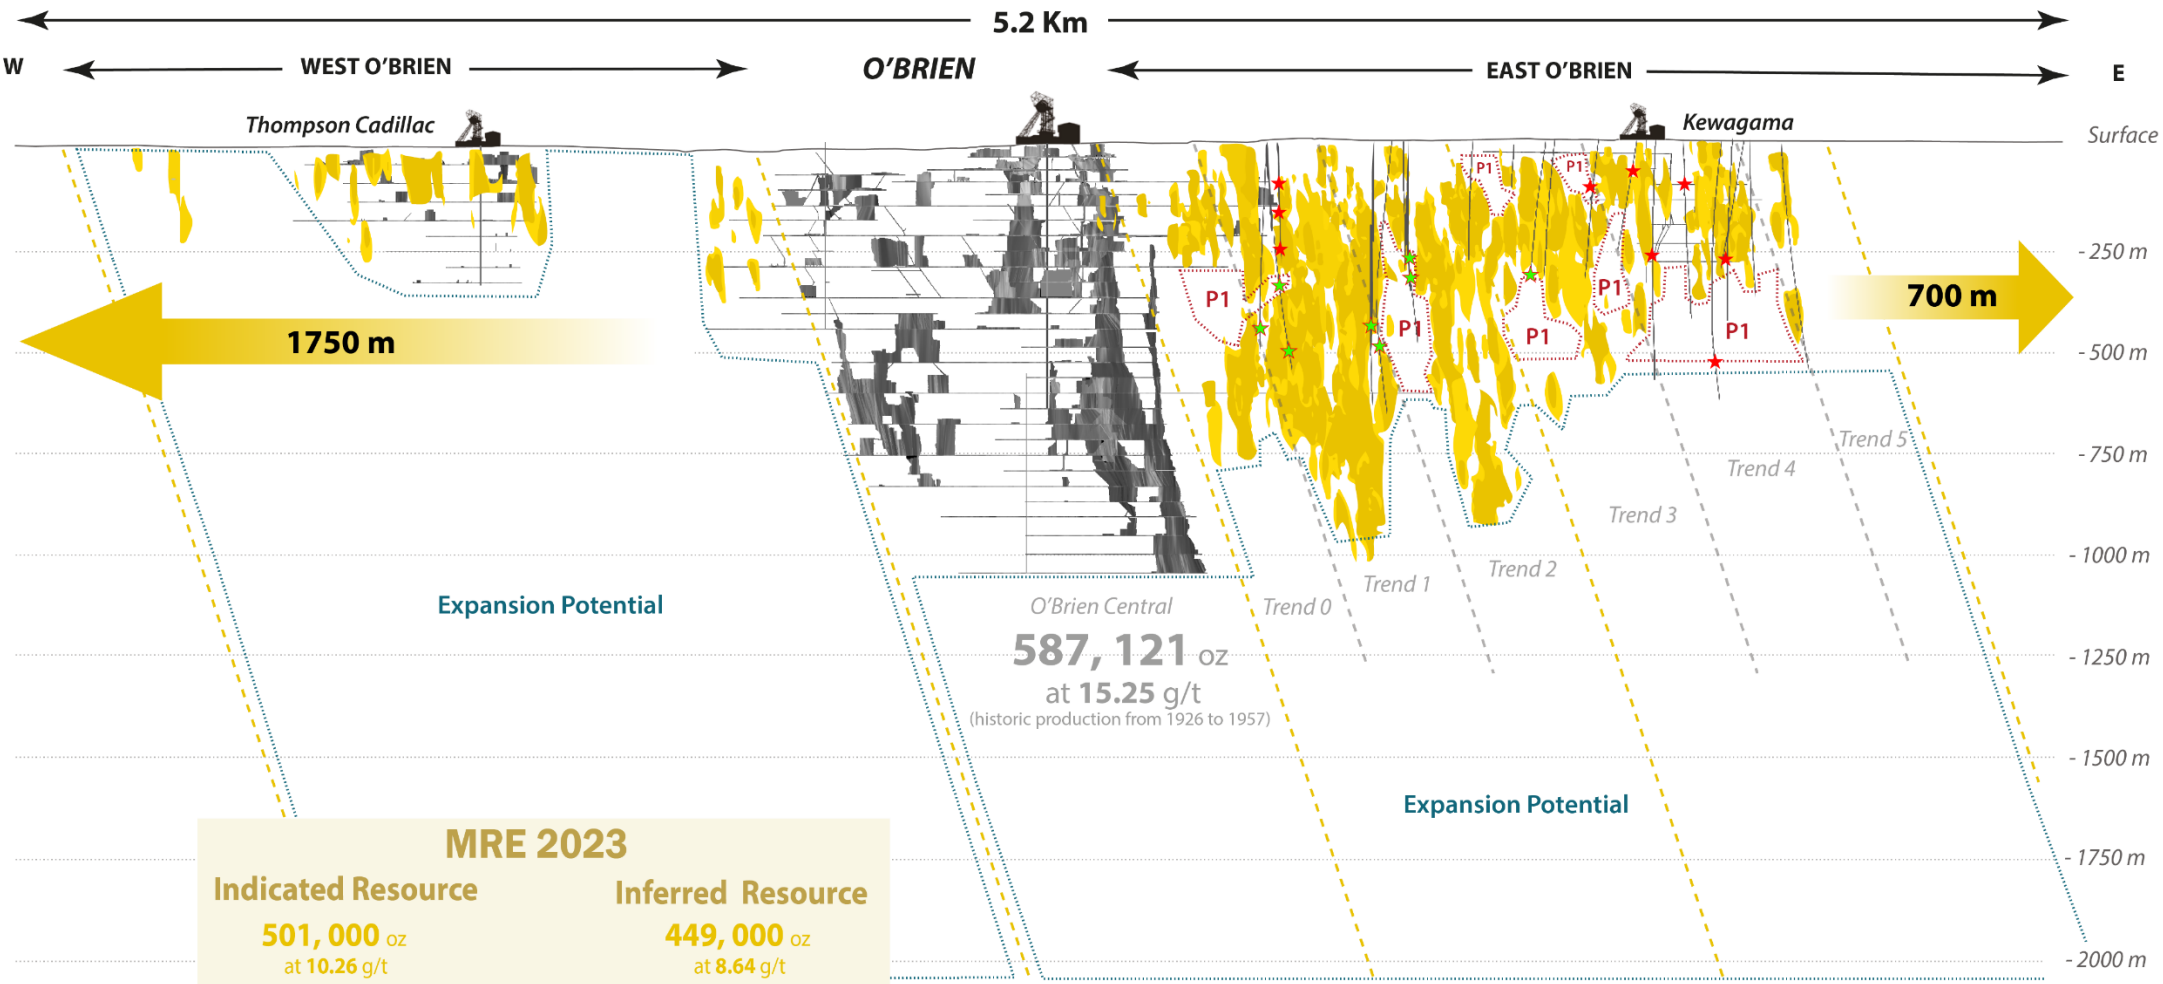 5.2 Km
W
WEST O’BRIEN
O’BRIEN
EAST O’BRIEN
E
Thompson Cadillac
Kewagama
Surface
P1
P1
- 250 m
P1
P1
700 m
1750 m
P1
P1
P1
- 500 m
Trend 5
- 750 m
Trend 4
Trend 3
- 1000 m
Trend 2
Trend 1
Expansion Potential
O’Brien Central
Trend 0
587, 121 oz
- 1250 m
at 15.25 g/t
(historic production from 1926 to 1957)
- 1500 m
Expansion Potential
MRE 2023
- 1750 m
Indicated Resource
Inferred Resource
501, 000 oz
449, 000 oz
at 10.26 g/t
at 8.64 g/t
- 2000 m